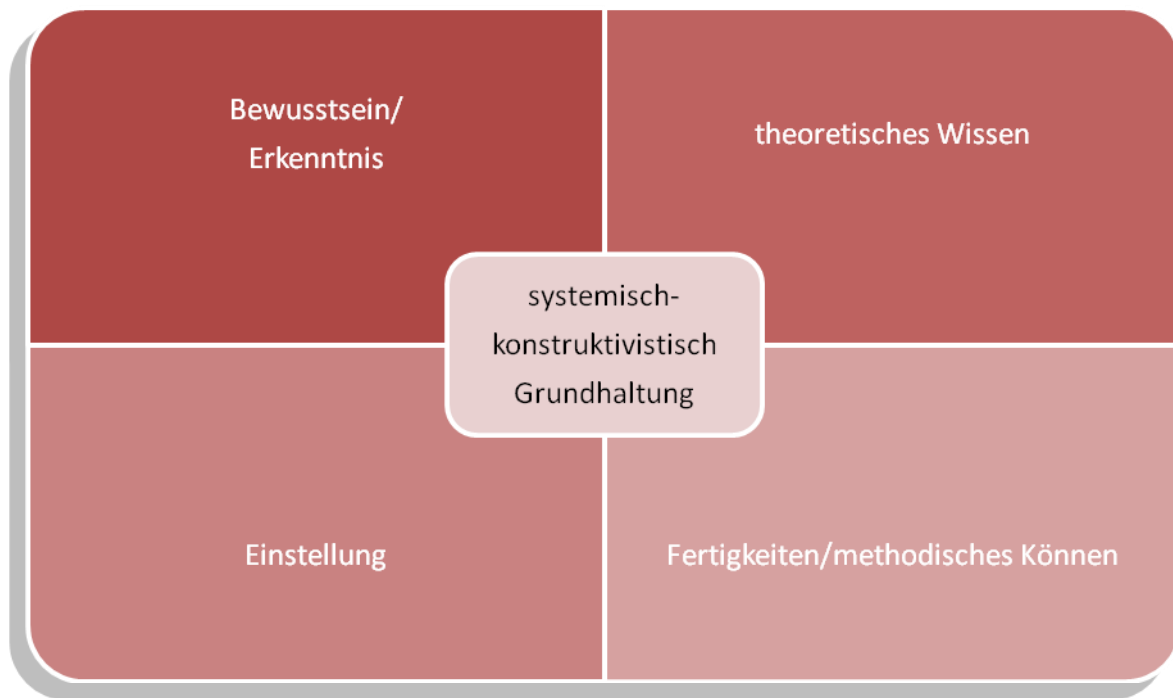 Bewusstsein/
Erkenntnis
theoretisches Wissen
systemisch-
konstruktivistisch
Grundhaltung
Einstellung
Fertigkeiten/methodisches Können